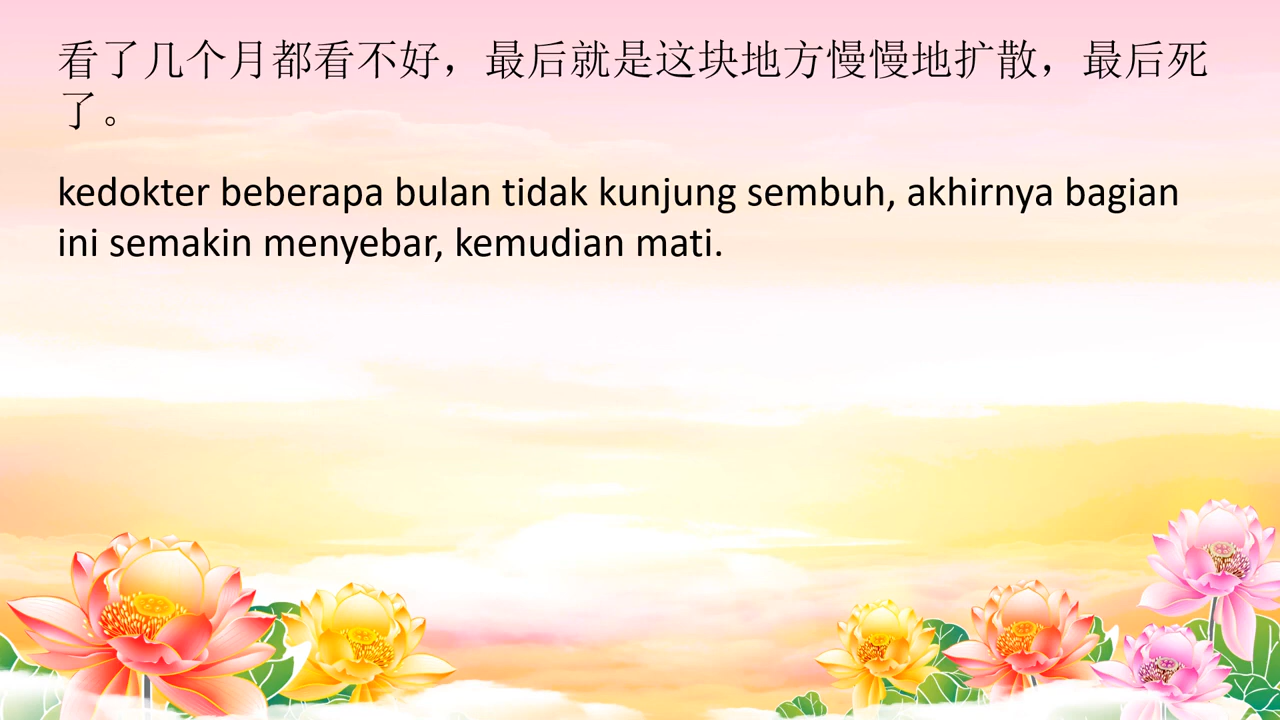 看了几个月都看不好，最后就是这块地方慢慢地扩散，最后死
了。
kedokter beberapa bulan tidak kunjung sembuh, akhirnya bagian
ini semakin menyebar, kemudian mati.